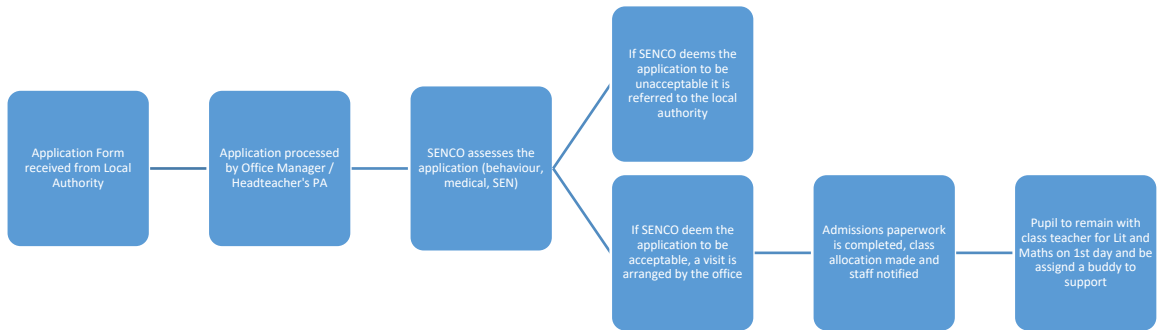 Application Form
received from Local
Authority
Application processed
by Office Manager /
Headteacher's PA
SENCO assesses the
application (behaviour,
medical, SEN)
If SENCO deems the
application to be
unacceptable it is
referred to the local
authority
If SENCO deem the
application to be
acceptable, a visit is
arranged by the office
Admissions paperwork
is completed, class
allocation made and
staff notified
Pupil to remain with
class teacher for Lit and
Maths on 1st day and be
assignd a buddy to
support